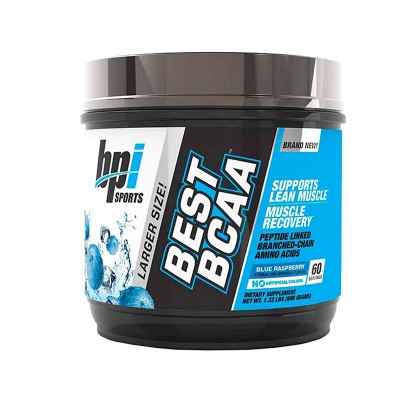 bpi
SPORTS
LARGER SIZE!
BEST
BCAA
BRAND NEW!
SUPPORTS
LEAN MUSCLE
MUSCLE
RECOVERY
PEPTIDE LINKED
BRANCHED-CHAIN
AMINO ACIDS
BLUE RASPBERRY
NO ARTIFICIAL COLORS
60
SERVINGS
DIETARY SUPPLEMENT
NET WT. 1.32 LBS (600 GRAMS)